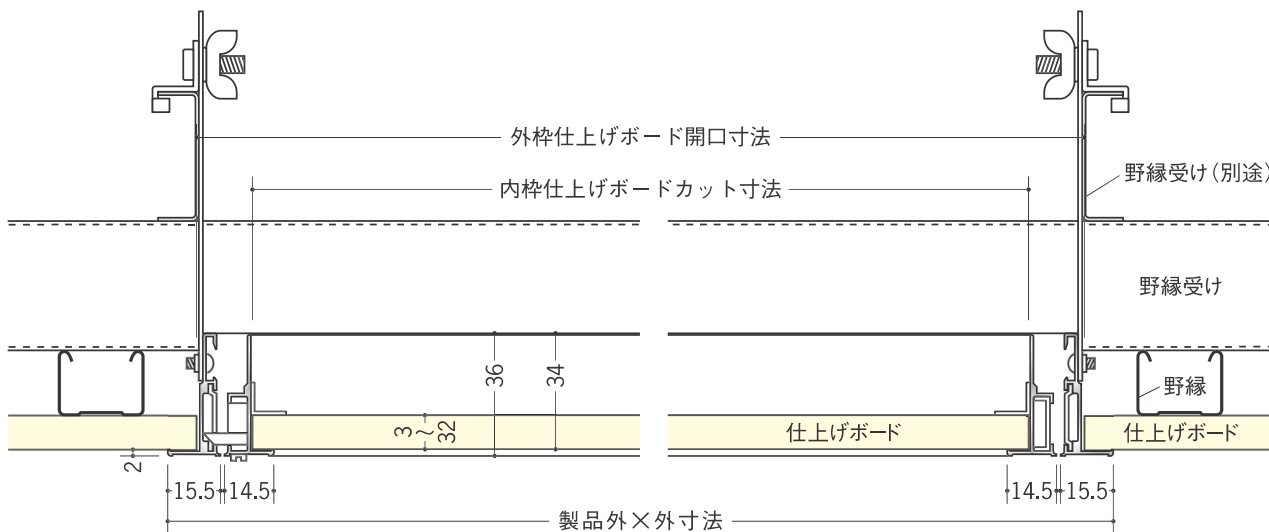 外枠仕上げボード開口寸法
野縁受け(別途)
内枠仕上げボードカット寸法
野縁受け
36
34
野縁
3~32
仕上げボード
仕上げボード
2
15.5
14.5
14.5
15.5
製品外×外寸法